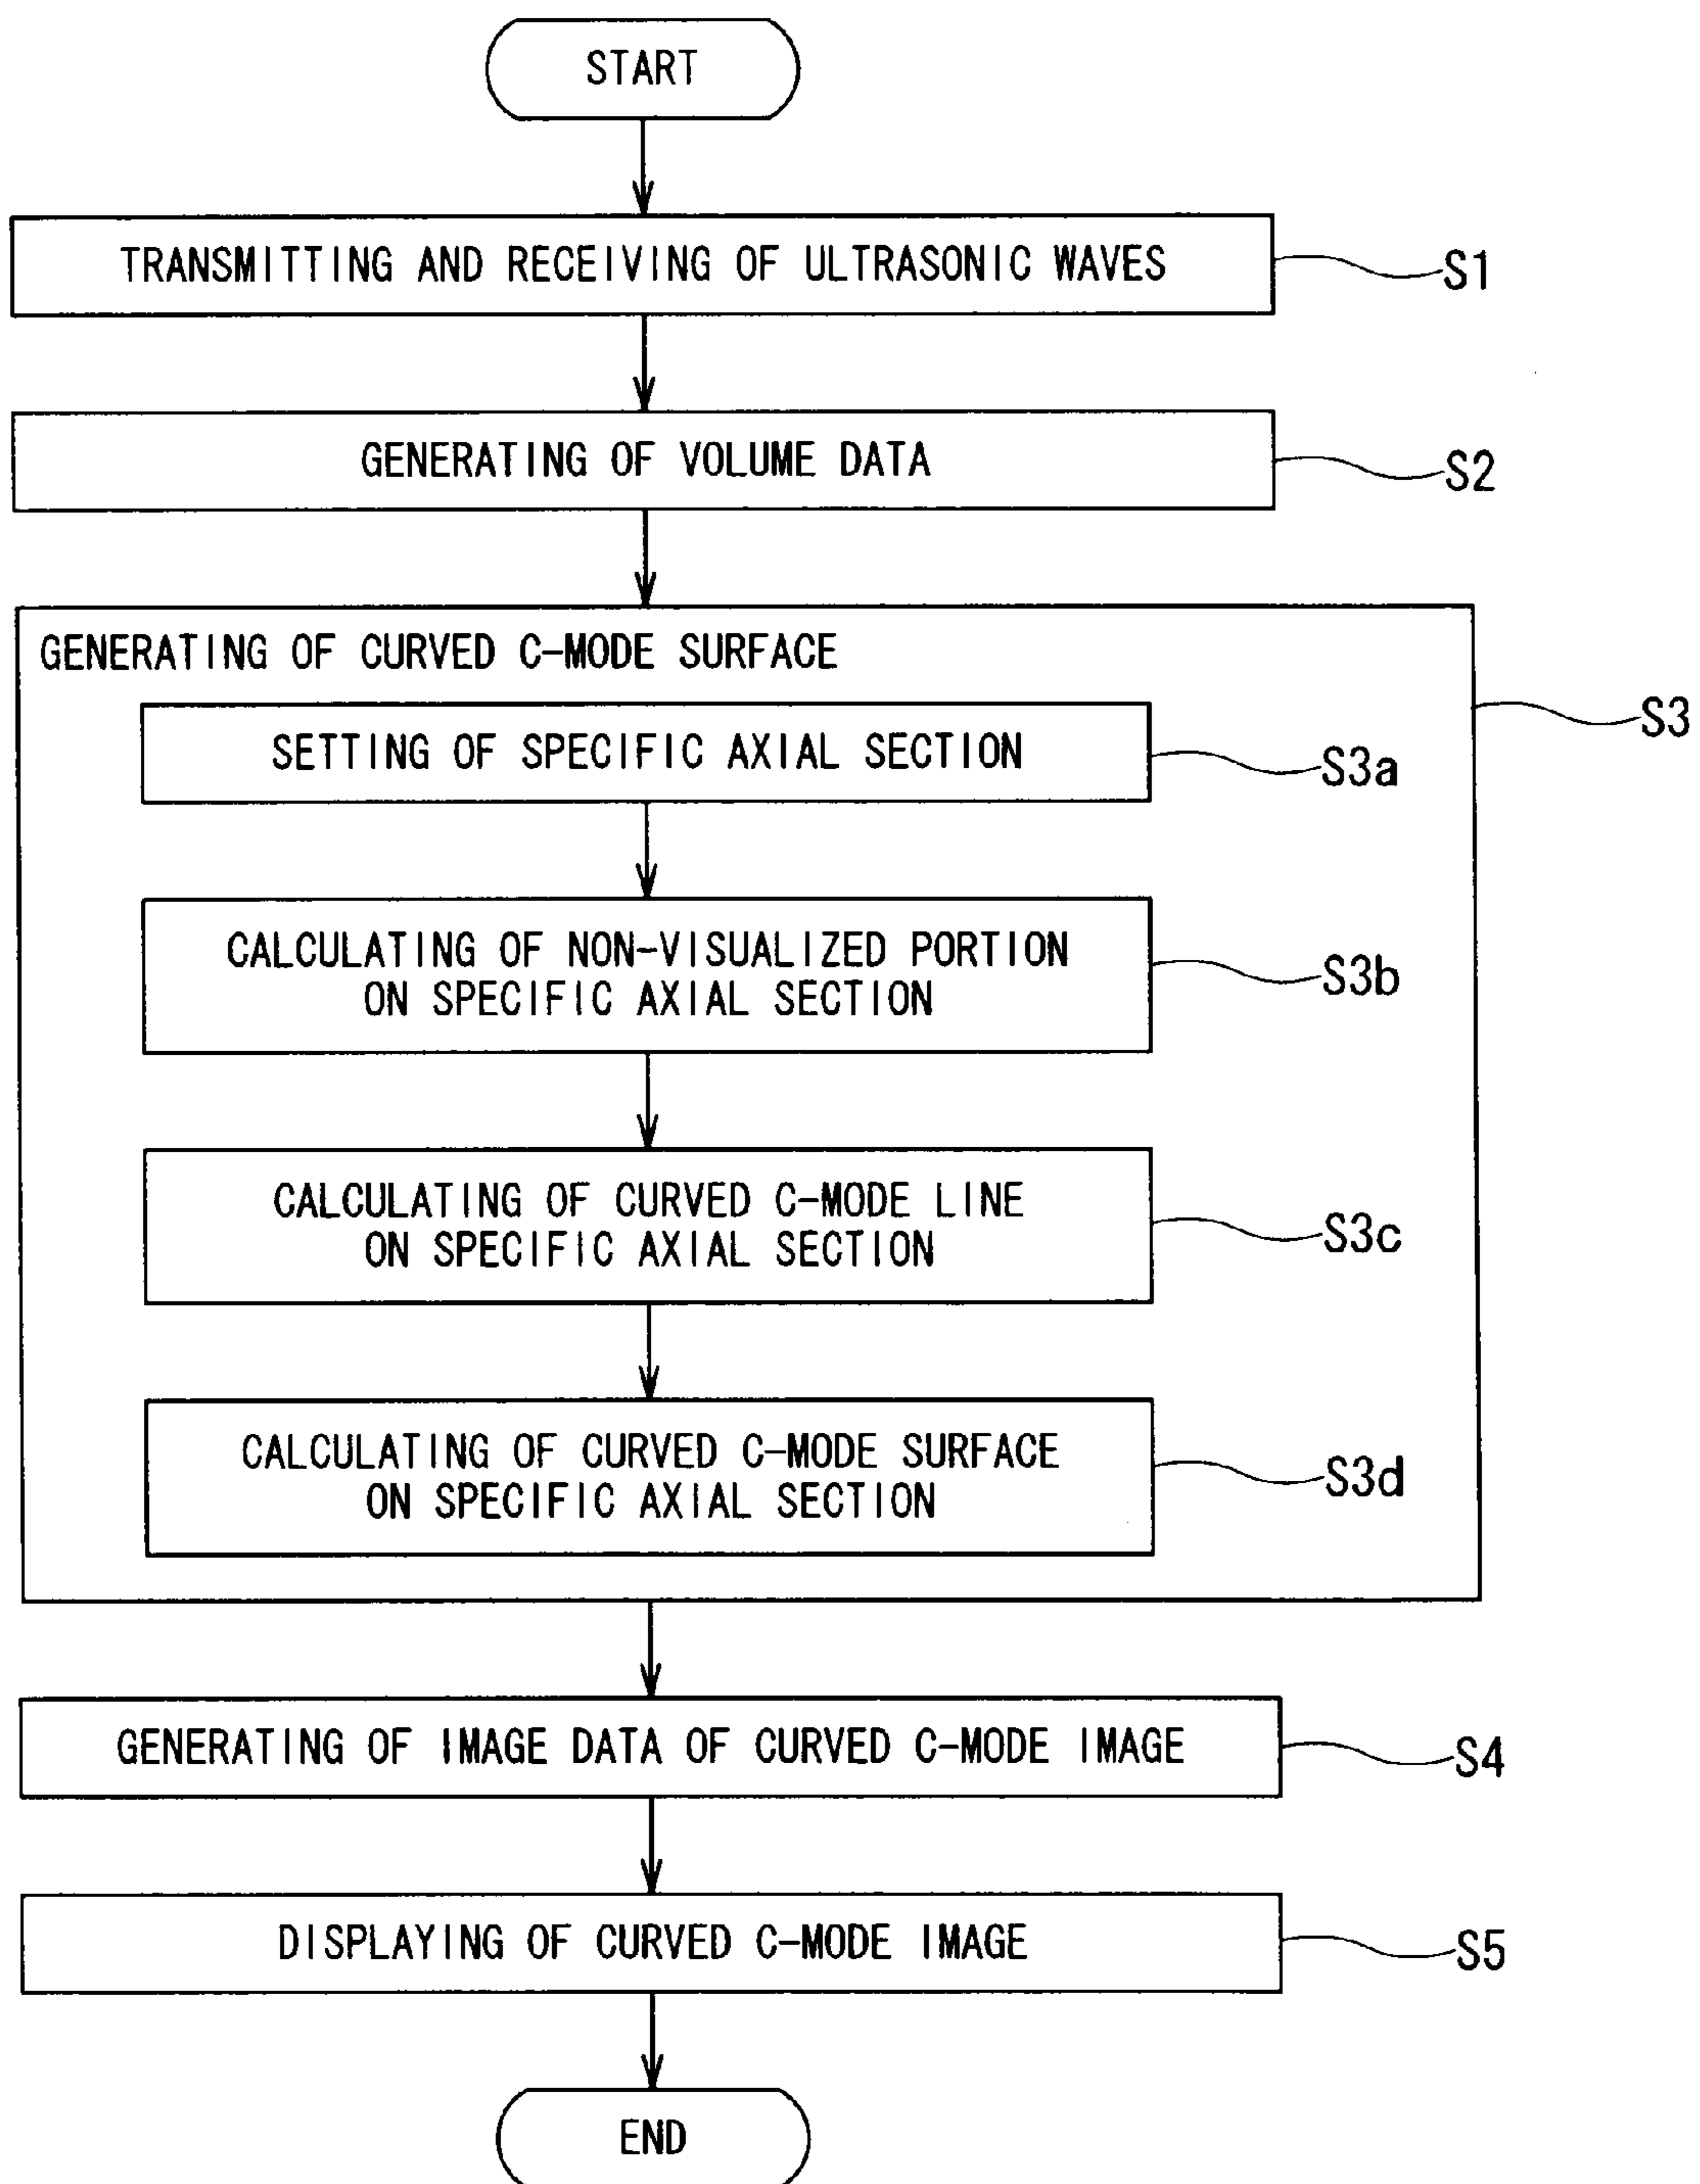 START
TRANSMITTING AND RECEIVING OF ULTRASONIC WAVES
S1
GENERATING OF VOLUME DATA
S2
GENERATING OF CURVED C-MODE SURFACE
S3
SETTING OF SPECIFIC AXIAL SECTION
S3a
CALCULATING OF NON-VISUALIZED PORTION
ON SPECIFIC AXIAL SECTION
S3b
CALCULATING OF CURVED C-MODE LINE
ON SPECIFIC AXIAL SECTION
S3c
CALCULATING OF CURVED C-MODE SURFACE
ON SPECIFIC AXIAL SECTION
S3d
GENERATING OF IMAGE DATA OF CURVED C-MODE IMAGE
S4
DISPLAYING OF CURVED C-MODE IMAGE
S5
END